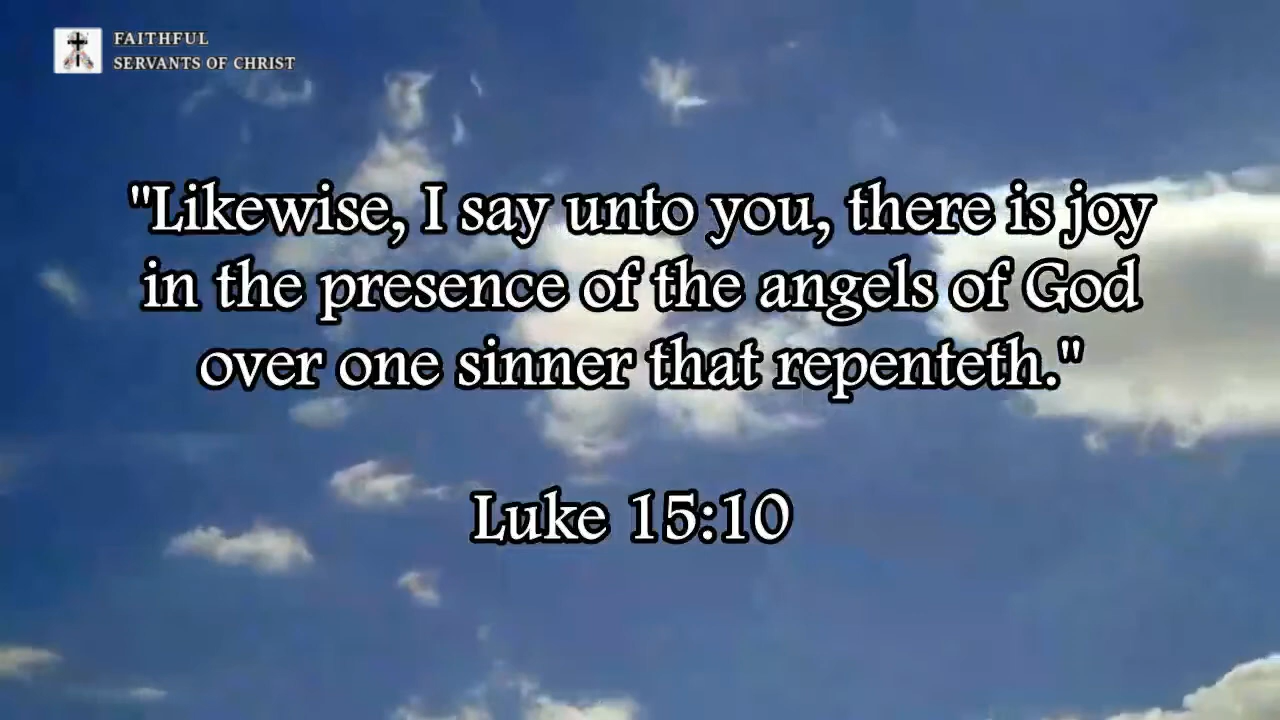 FAITHFUL
SERVANTS OF CHRIST
"Likewise, I say unto you, there is joy
in the presence of the angels of God
over one sinner that repenteth."
Luke 15:10